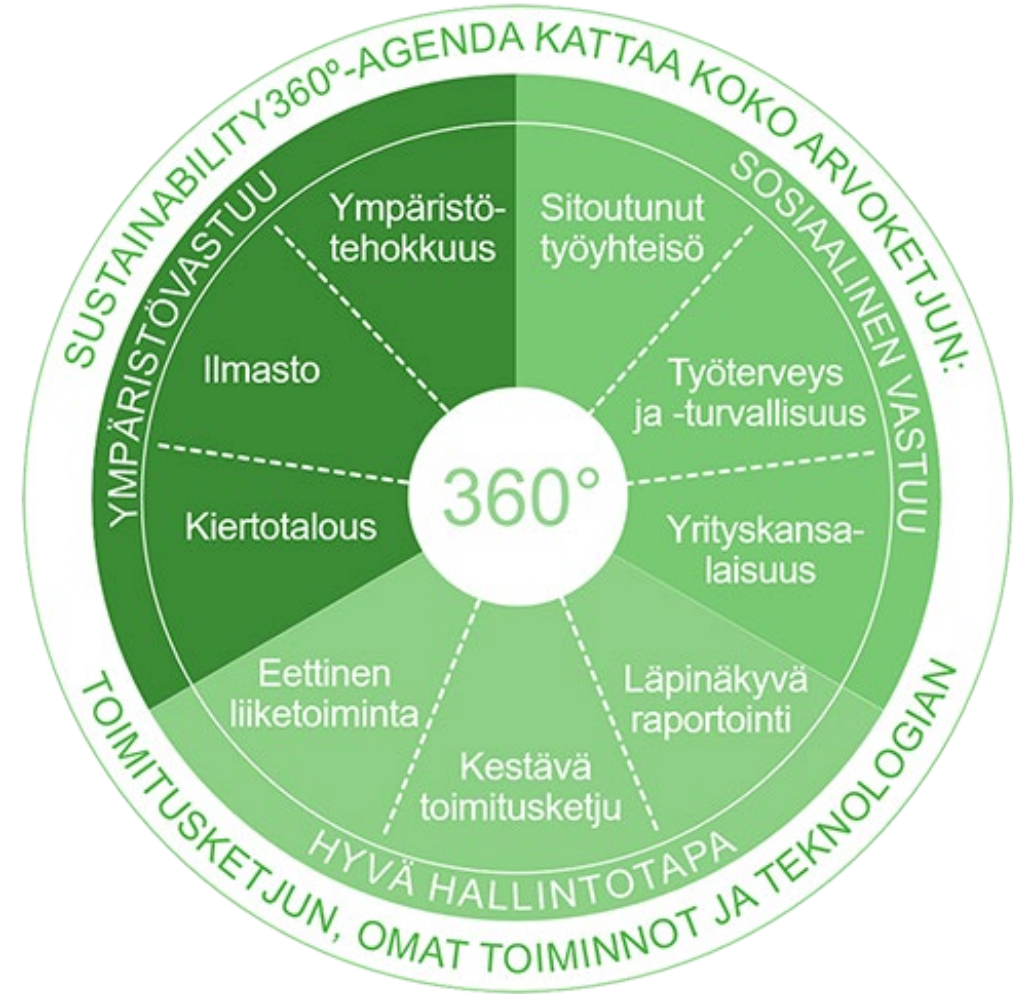 SUSTAINABILITY360º-AGENDA KATTAA KOKO ARVOKETJUN:
YMPÄRISTÖVASTUU
Ympäristö-
tehokkuus
Ilmasto
Kiertotalous
SOSIAALINEN VASTUU
Sitoutunut
työyhteisö
Työterveys
ja -turvallisuus
Yrityskansa-
laisuus
360°
Eettinen
liiketoiminta
Kestävä
toimitusketju
Läpinäkyvä
raportointi
HYVÄ HALLINTOTAPA
TOIMITUSKETJUN, OMAT TOIMINNOT JA TEKNOLOGIAN